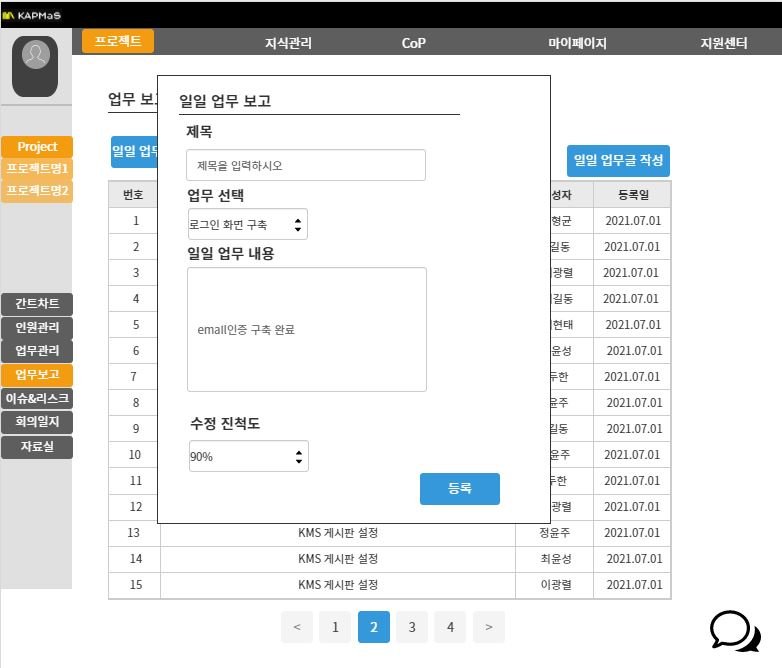 KAPMaS
프로젝트 지식관리 CoP 마이페이지 지원센터
업무 보고
일일 업무 보고
제목
Project
일일 업무
제목을 입력하시오
일일 업무글 작성
프로젝트명1
프로젝트명2
업무 선택
번호 성자 등록일
로그인 화면 구축
1 형균 2021.07.01
2 길동 2021.07.01
일일 업무 내용
3 광렬 2021.07.01
4 길동 2021.07.01
간트차트
5 현태 2021.07.01
인원관리
email인증 구축 완료
6 윤성 2021.07.01
업무관리
7 두한 2021.07.01
업무보고
8 윤주 2021.07.01
이슈&리스크
9 길동 2021.07.01
회의일지
수정 진척도
자료실
10 윤주 2021.07.01
90%
11 두한 2021.07.01
등록
12 광렬 2021.07.01
13 KMS 게시판 설정 정윤주 2021.07.01
14 KMS 게시판 설정 최윤성 2021.07.01
15 KMS 게시판 설정 이광렬 2021.07.01
< 1 2 3 4 >